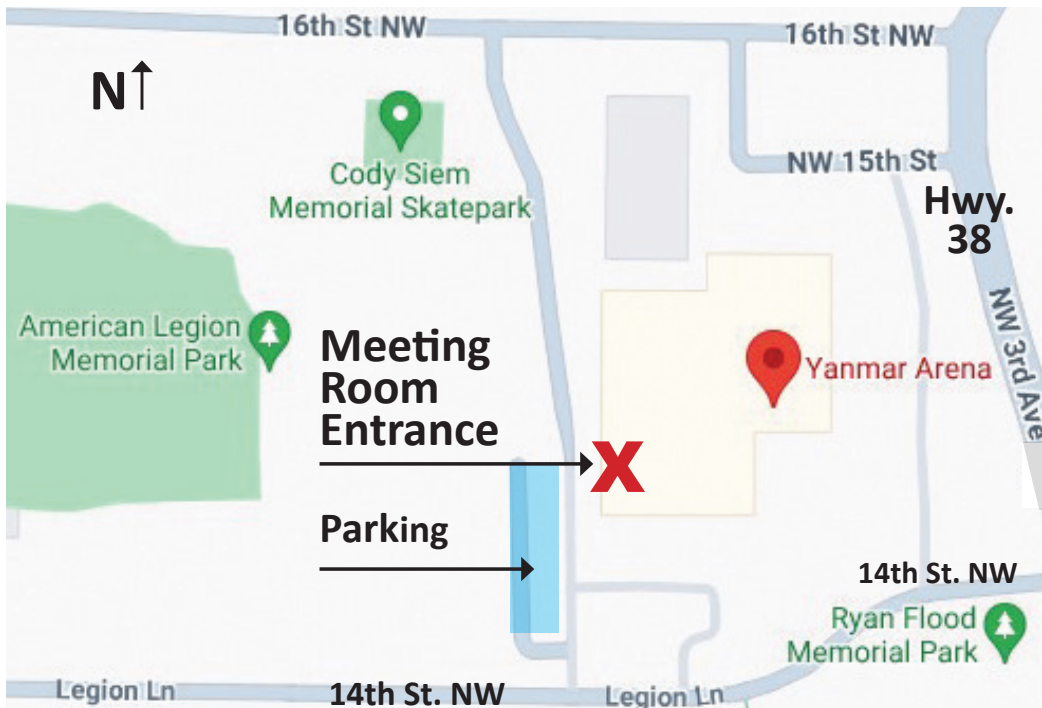 16th St NW
16th St NW
N
Cody Siem
Memorial Skatepark
NW 15th St
Hwy.
38
American Legion
Memorial Park
Meeting
Room
Entrance
Yanmar Arena
NW 3rd Ave
X
Parking
14th St. NW
Ryan Flood
Memorial Park
Legion Ln
14th St. NW
Legion Ln